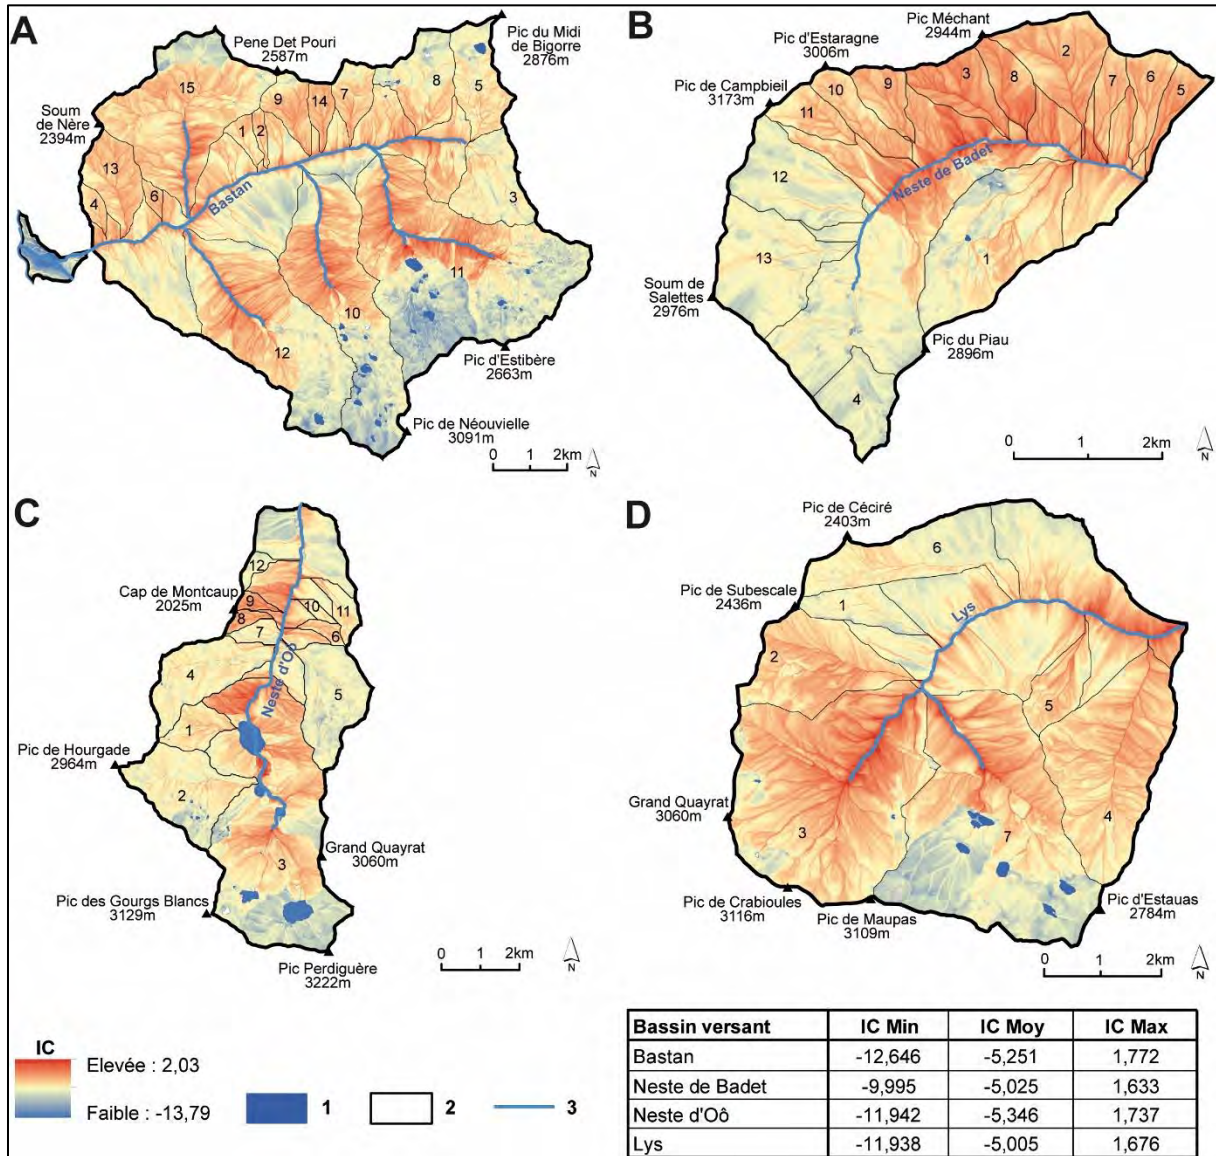 A
Pene Det Pouri
2587m
Pic du Midi
de Bigorre
2876m
Soum
de Nère
2394m
15
9
14
7
8
5
1
2
13
4
6
3
Bastan
11
10
12
Pic d'Estibère
2663m
Pic de Néouvielle
3091m
0 1 2km
N
B
Pic Méchant
2944m
Pic d'Estaragne
3006m
Pic de Campbieil
3173m
2
3
8
7
6
5
9
10
11
12
13
1
4
Neste de Badet
Soum de
Salettes
2976m
Pic du Piau
2896m
0 1 2km
N
C
Cap de Montcaup
2025m
12
9
10
11
8
7
6
4
5
1
2
3
Neste d'Oô
Pic de Hourgade
2964m
Grand Quayrat
3060m
Pic des Gourgs Blancs
3129m
Pic Perdiguère
3222m
0 1 2km
N
D
Pic de Céciré
2403m
Pic de Subescale
2436m
6
1
Lys
2
5
3
4
7
Grand Quayrat
3060m
Pic de Crabioules
3116m
Pic de Maupas
3109m
Pic d'Estauas
2784m
0 1 2km
N
IC
Elevée : 2,03
Faible : -13,79
1
2
3
Bassin versant IC Min IC Moy IC Max
Bastan -12,646 -5,251 1,772
Neste de Badet -9,995 -5,025 1,633
Neste d'Oô -11,942 -5,346 1,737
Lys -11,938 -5,005 1,676